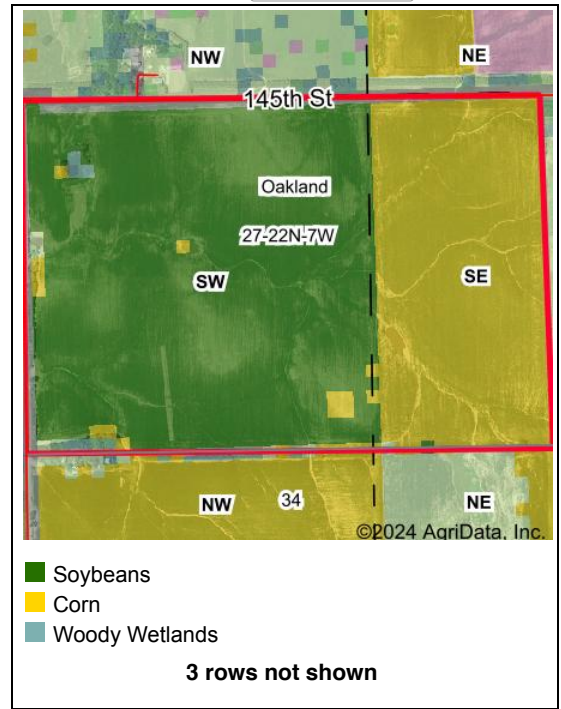 NW
NE
145th St
Oakland
27-22N-7W
SW
SE
NW
34
NE
©2024 AgriData, Inc.
Soybeans
Corn
Woody Wetlands
3 rows not shown